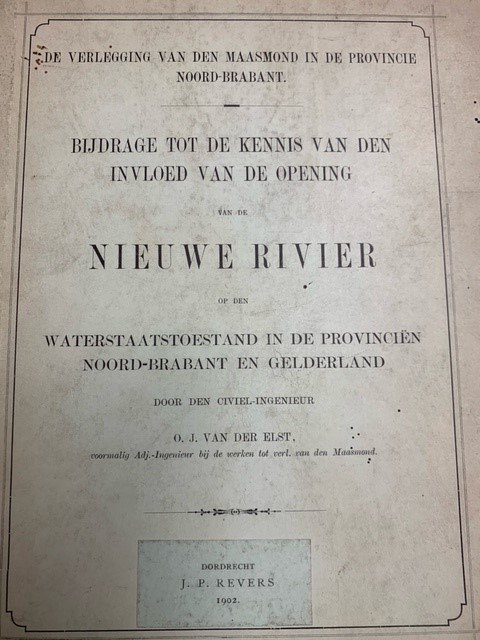 DE VERLEGGING VAN DEN MAASMOND IN DE PROVINCIE
NOORD-BRABANT.
BIJDRAGE TOT DE KENNIS VAN DEN
INVLOED VAN DE OPENING
VAN DE
NIEUWE RIVIER
OP DEN
WATERSTAATSTOESTAND IN DE PROVINCIËN
NOORD-BRABANT EN GELDERLAND
DOOR DEN CIVIEL-INGENIEUR
O. J. VAN DER ELST,
voormalig Adj.-Ingenieur bij de werken tot verl. van den Maasmond.
DORDRECHT
J. P. REVERS
1902.